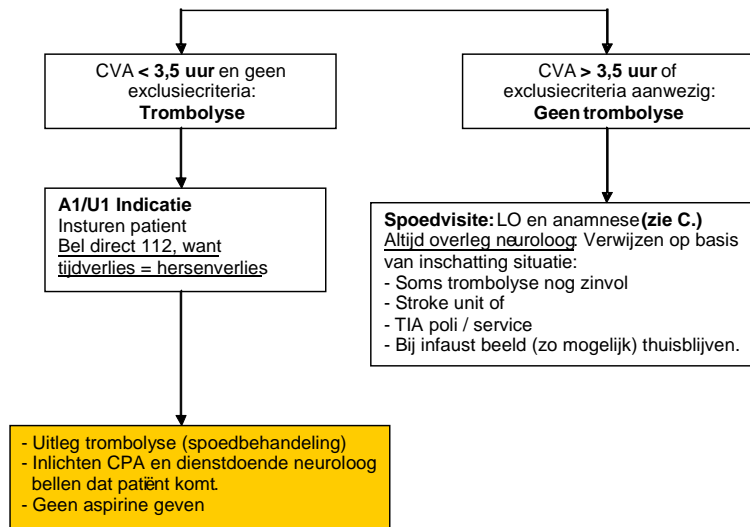 CVA < 3,5 uur en geen
exclusiecriteria:
Trombolyse
CVA > 3,5 uur of
exclusiecriteria aanwezig:
Geen trombolyse
A1/U1 Indicatie
Insturen patient
Bel direct 112, want
tijdverlies = hersenverlies
Spoedvisite: LO en anamnese (zie C.)
Altijd overleg neuroloog: Verwijzen op basis
van inschatting situatie:
- Soms trombolyse nog zinvol
- Stroke unit of
- TIA poli / service
- Bij infaust beeld (zo mogelijk) thuisblijven.
- Uitleg trombolyse (spoedbehandeling)
- Inlichten CPA en dienstdoende neuroloog
bellen dat patiënt komt.
- Geen aspirine geven